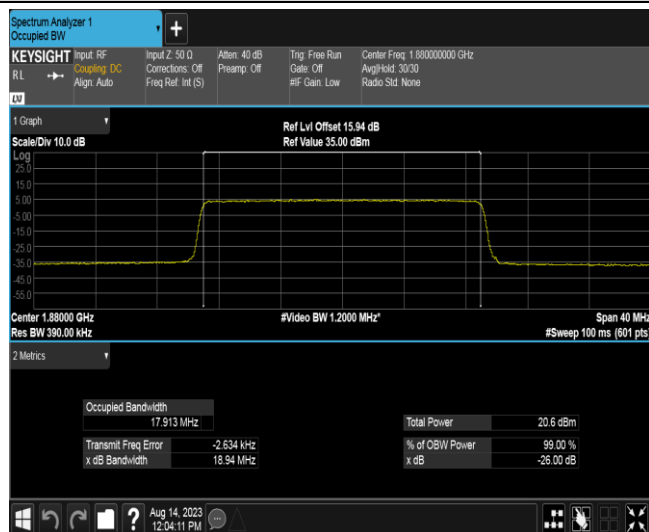 Spectrum Analyzer 1
Occupied BW
+
KEYSIGHT
RL
LXI
Input: RF
Coupling: DC
Align: Auto
Input Z: 50 Ω
Corrections: Off
Freq Ref: Int (S)
Atten: 40 dB
Preamp: Off
Trig: Free Run
Gate: Off
#IF Gain: Low
Center Freq: 1.880000000 GHz
Avg|Hold: 30/30
Radio Std: None
1 Graph
Scale/Div 10.0 dB
Ref Lvl Offset 15.94 dB
Ref Value 35.00 dBm
Log
25.0
15.0
5.00
-5.00
-15.0
-25.0
-35.0
-45.0
-55.0
Center 1.88000 GHz
Res BW 390.00 kHz
#Video BW 1.2000 MHz*
Span 40 MHz
#Sweep 100 ms (601 pts)
2 Metrics
Occupied Bandwidth
17.913 MHz
Transmit Freq Error -2.634 kHz
x dB Bandwidth 18.94 MHz
Total Power 20.6 dBm
% of OBW Power 99.00 %
x dB -26.00 dB
?
Aug 14, 2023
12:04:11 PM